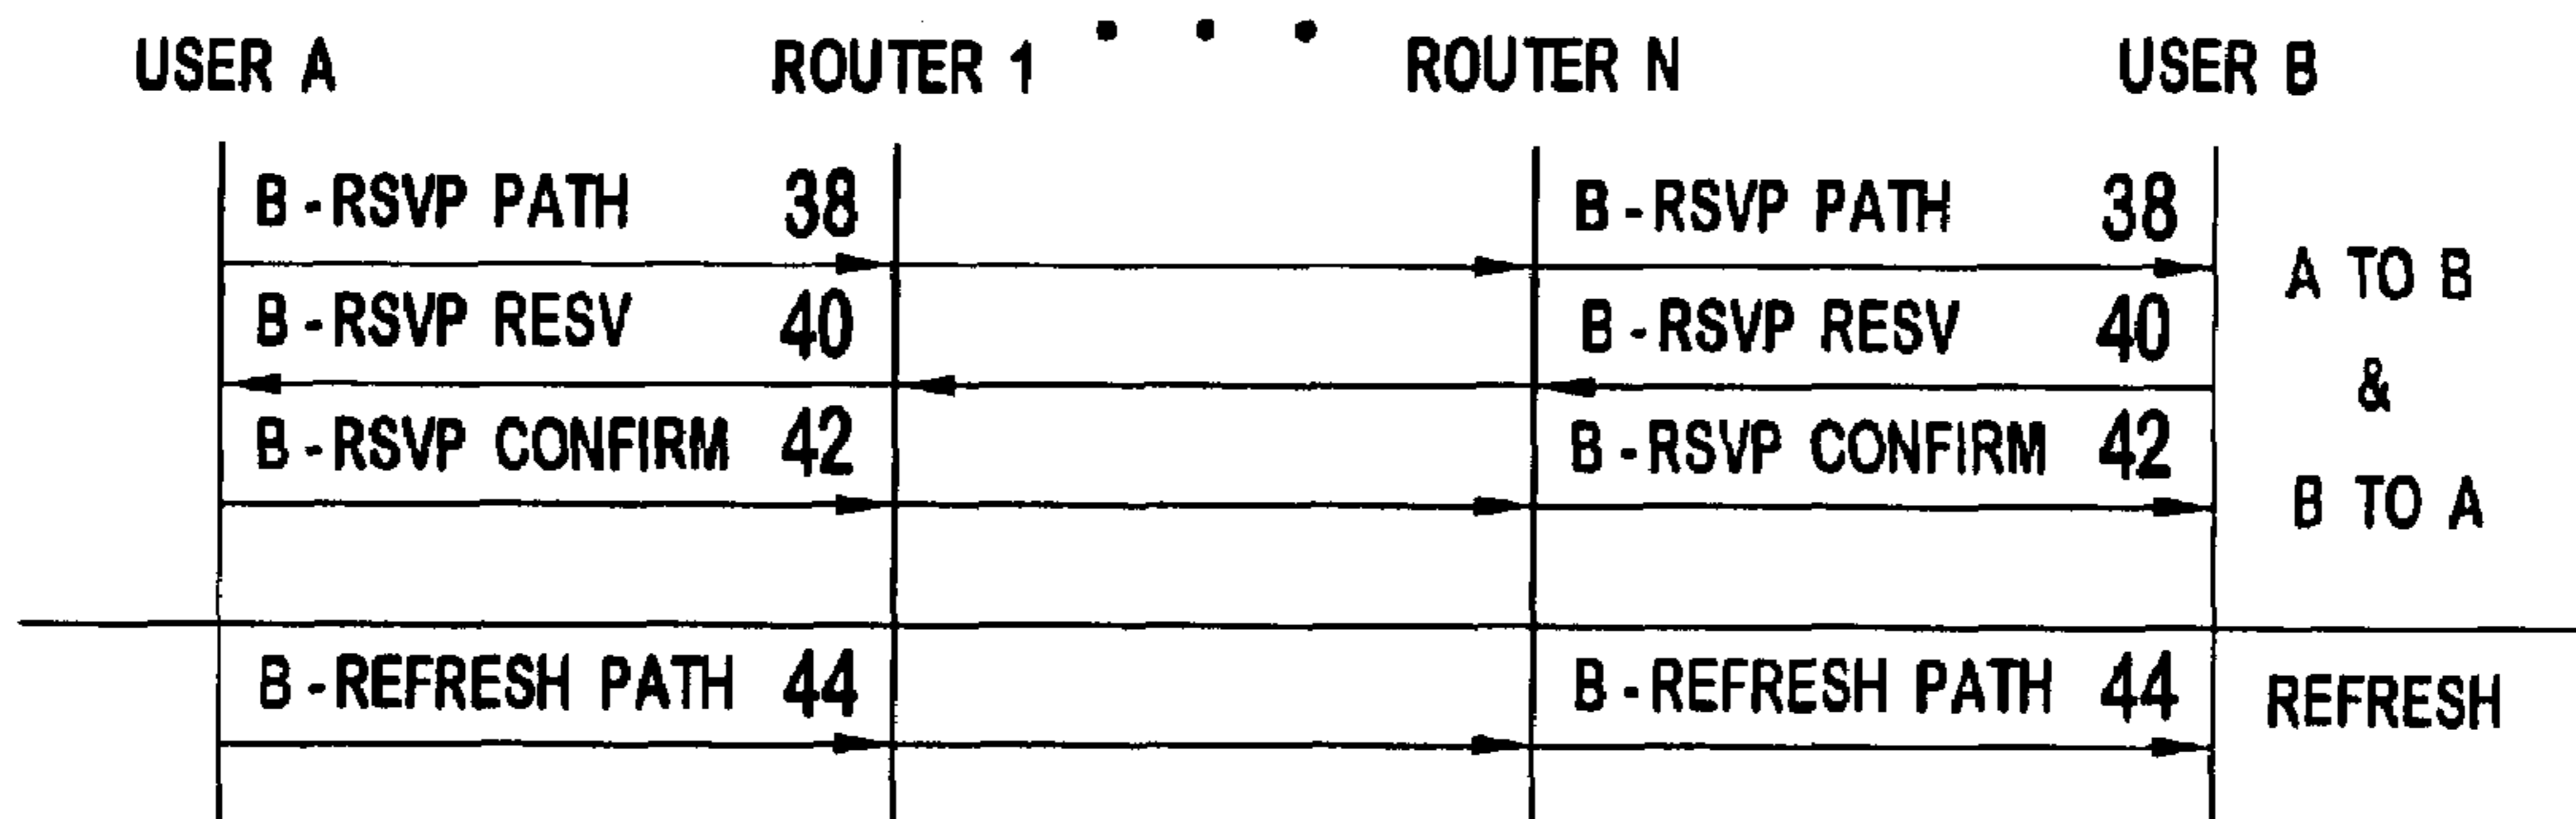 USER A ROUTER 1 • • • ROUTER N USER B
B-RSVP PATH 38 B-RSVP PATH 38
A TO B
B-RSVP RESV 40 B-RSVP RESV 40
&
B-RSVP CONFIRM 42 B-RSVP CONFIRM 42
B TO A
B-REFRESH PATH 44 B-REFRESH PATH 44 REFRESH